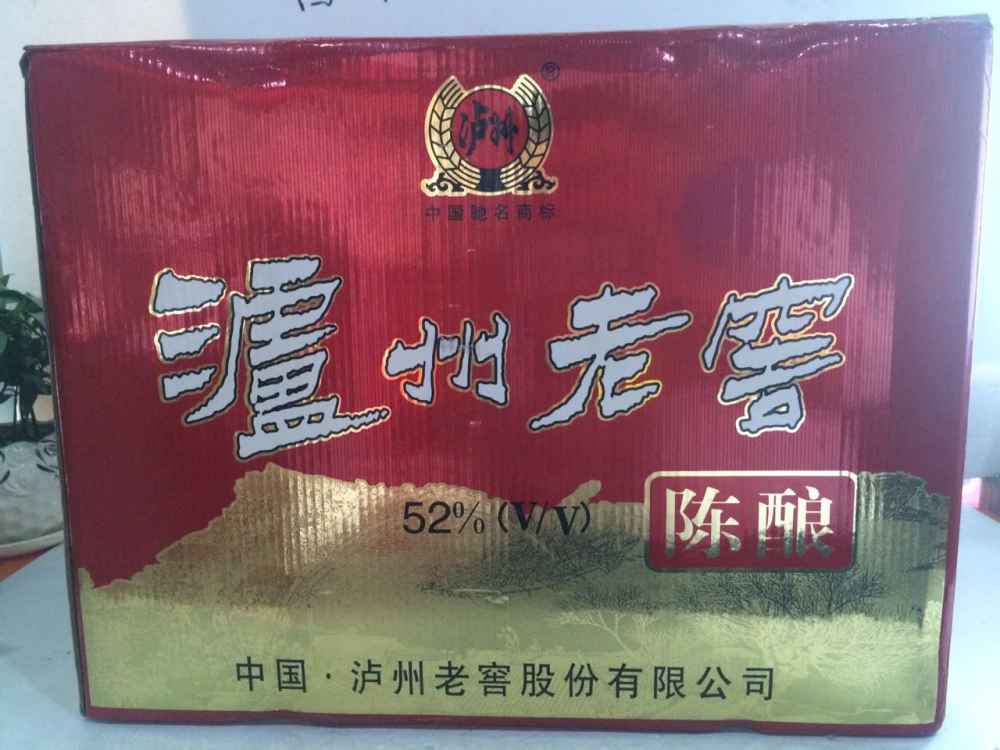 泸州
®
中国驰名商标
瀘州老窖
52%(V/V)
陈酿
中国·泸州老窖股份有限公司